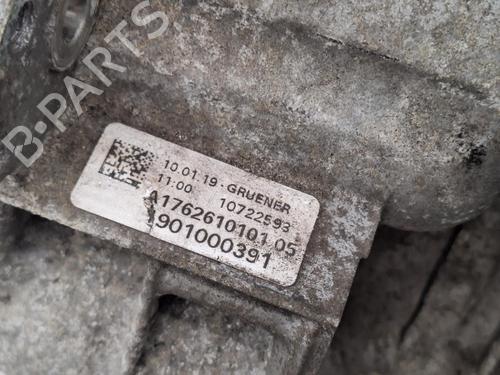 B-PARTS
10.01.19 - GRUENER
11:00 10722593
A1762610101 05
1901000391